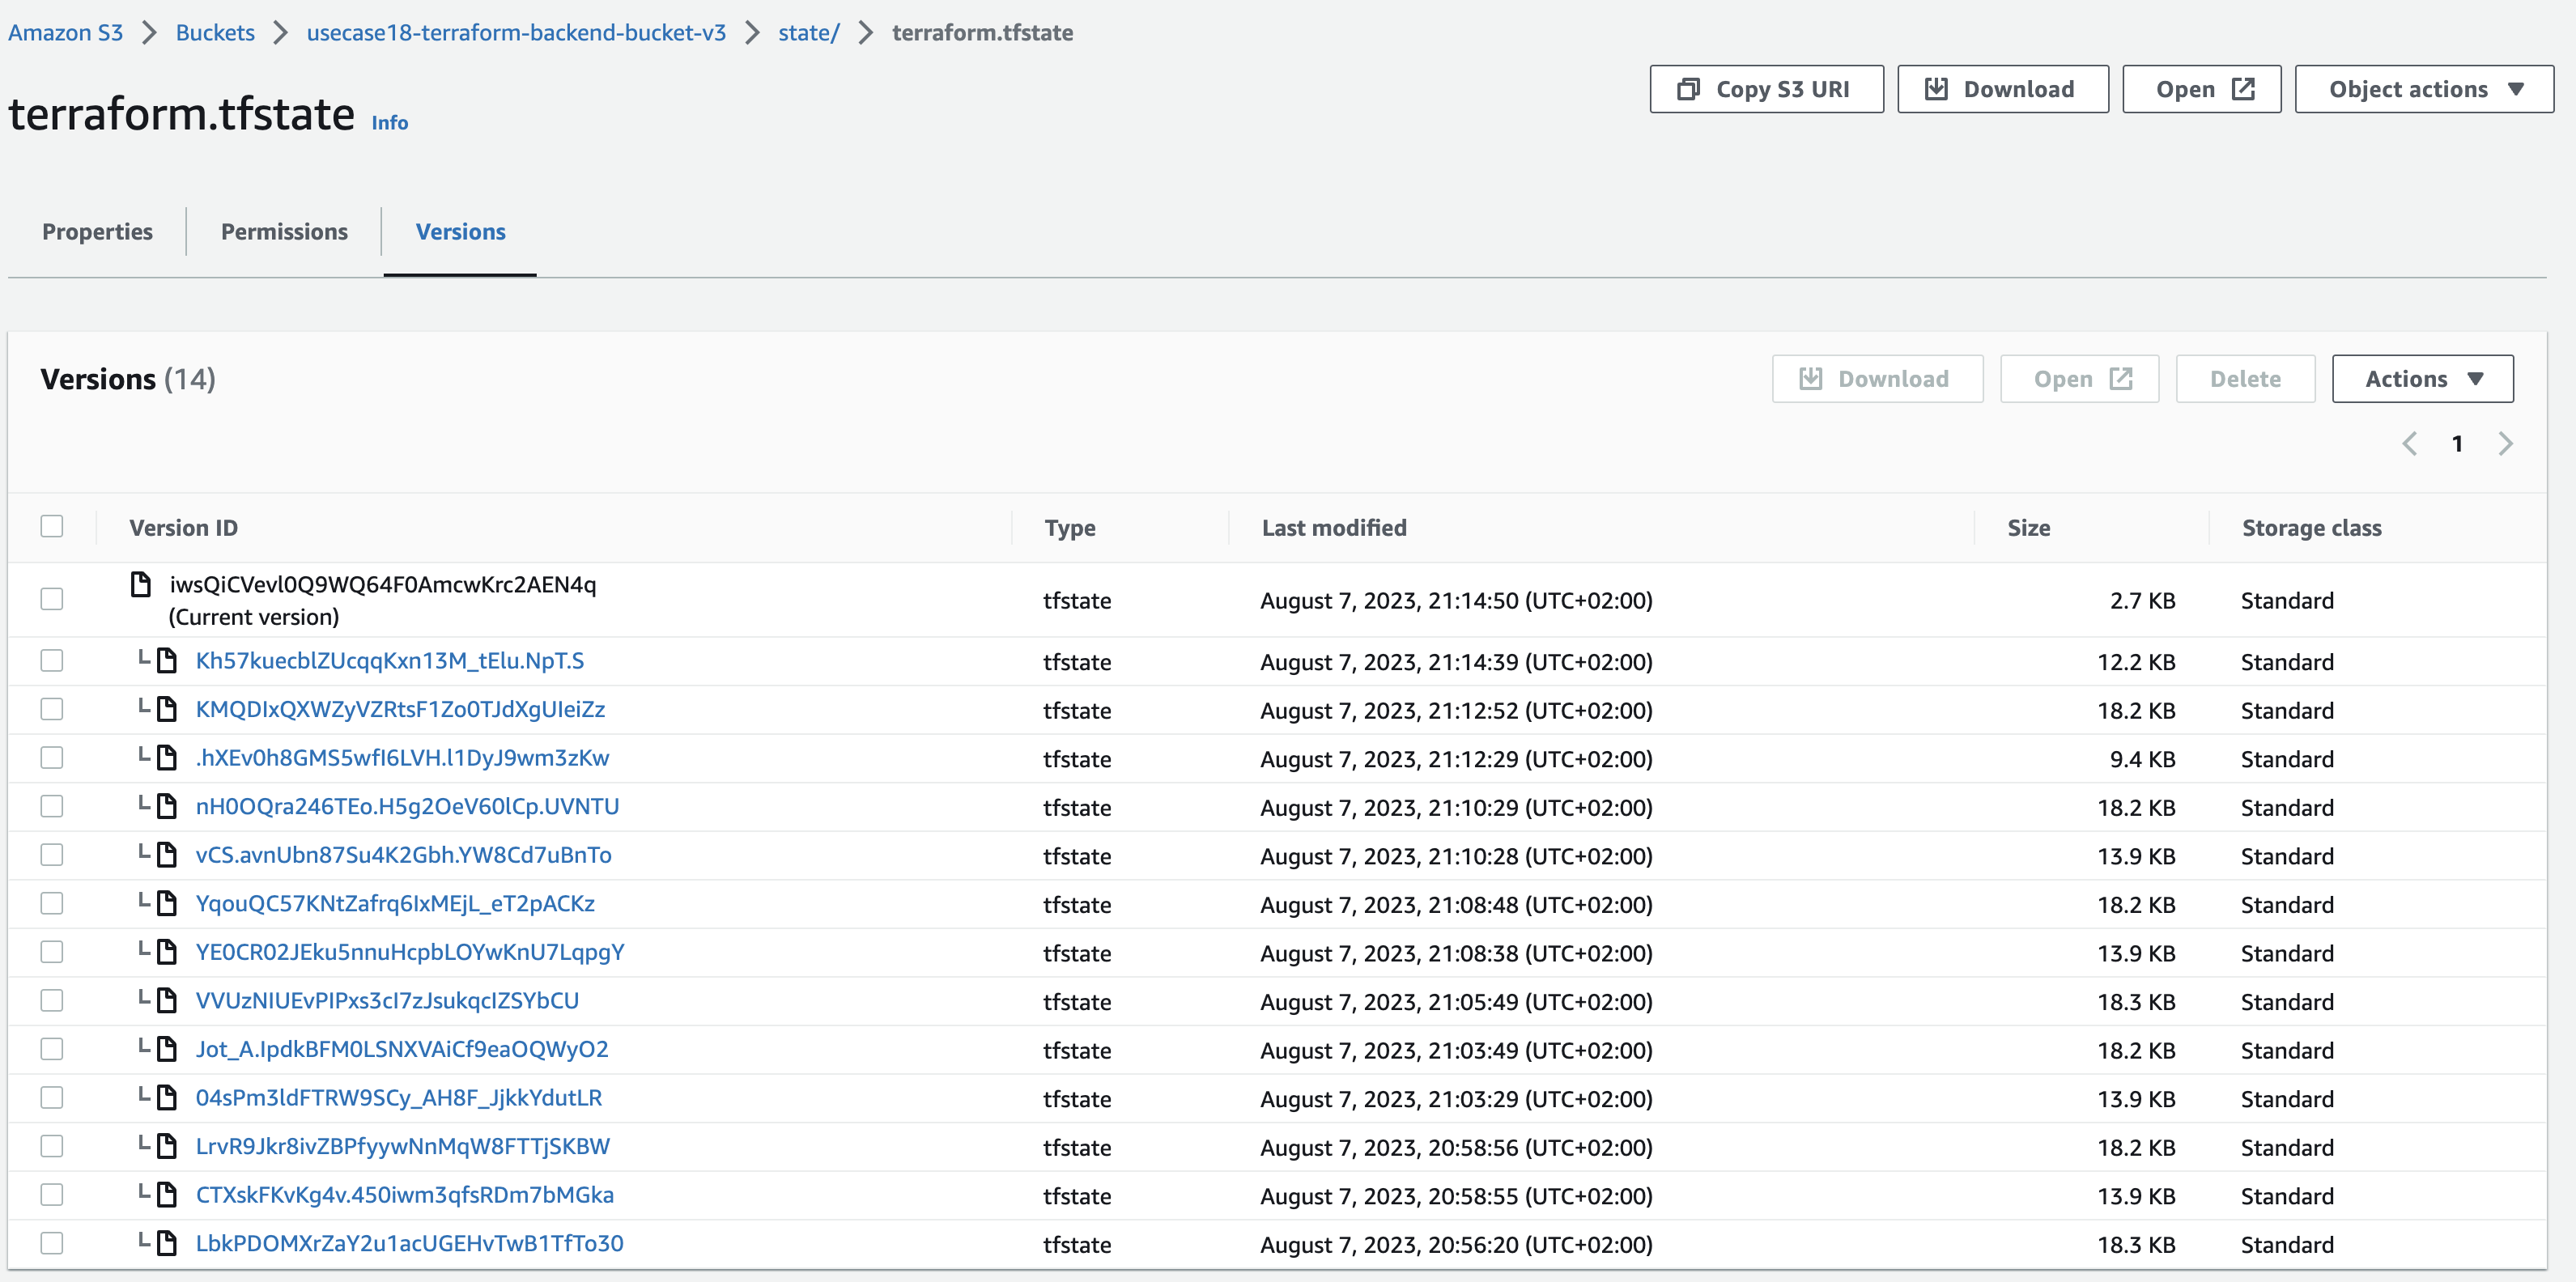 Amazon S3 > Buckets > usecase18-terraform-backend-bucket-v3 > state/ > terraform.tfstate
Copy S3 URI Download Open Object actions
terraform.tfstate Info
Properties Permissions Versions
Versions (14) Download Open Delete Actions
1
Version ID Type Last modified Size Storage class
iwsQiCVevl0Q9WQ64F0AmcwKrc2AEN4q tfstate August 7, 2023, 21:14:50 (UTC+02:00) 2.7 KB Standard
(Current version)
Kh57kuecblZUcqqKxn13M_tElu.NpT.S tfstate August 7, 2023, 21:14:39 (UTC+02:00) 12.2 KB Standard
KMQDIxQXWZyVZRtsF1Zo0TJdXgUIeiZz tfstate August 7, 2023, 21:12:52 (UTC+02:00) 18.2 KB Standard
.hXEv0h8GMS5wfI6LVH.l1DyJ9wm3zKw tfstate August 7, 2023, 21:12:29 (UTC+02:00) 9.4 KB Standard
nH0OQra246TEo.H5g2OeV60lCp.UVNTU tfstate August 7, 2023, 21:10:29 (UTC+02:00) 18.2 KB Standard
vCS.avnUbn87Su4K2Gbh.YW8Cd7uBnTo tfstate August 7, 2023, 21:10:28 (UTC+02:00) 13.9 KB Standard
YqouQC57KNtZafrq6IxMEjL_eT2pACKz tfstate August 7, 2023, 21:08:48 (UTC+02:00) 18.2 KB Standard
YE0CR02JEku5nnuHcpbLOYwKnU7LqpgY tfstate August 7, 2023, 21:08:38 (UTC+02:00) 13.9 KB Standard
VVUzNIUEvPIPxs3cI7zJsukqcIZSYbCU tfstate August 7, 2023, 21:05:49 (UTC+02:00) 18.3 KB Standard
Jot_A.IpdkBFM0LSNXVAiCf9eaOQWyO2 tfstate August 7, 2023, 21:03:49 (UTC+02:00) 18.2 KB Standard
04sPm3ldFTRW9SCy_AH8F_JjkkYdutLR tfstate August 7, 2023, 21:03:29 (UTC+02:00) 13.9 KB Standard
LrvR9Jkr8ivZBPfyywNnMqW8FTTjSKBW tfstate August 7, 2023, 20:58:56 (UTC+02:00) 18.2 KB Standard
CTXskFKvKg4v.450iwm3qfsRDm7bMGka tfstate August 7, 2023, 20:58:55 (UTC+02:00) 13.9 KB Standard
LbkPDOMXrZaY2u1acUGEHvTwB1TfTo30 tfstate August 7, 2023, 20:56:20 (UTC+02:00) 18.3 KB Standard